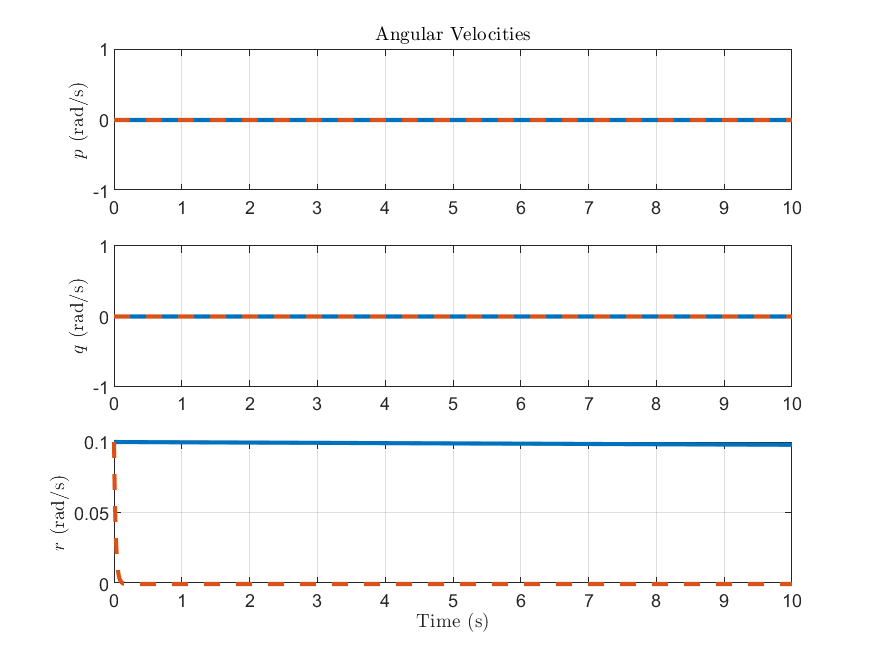 Angular Velocities
p (rad/s)
1
0
-1
0 1 2 3 4 5 6 7 8 9 10
q (rad/s)
1
0
-1
0 1 2 3 4 5 6 7 8 9 10
r (rad/s)
0.1
0.05
0
0 1 2 3 4 5 6 7 8 9 10
Time (s)